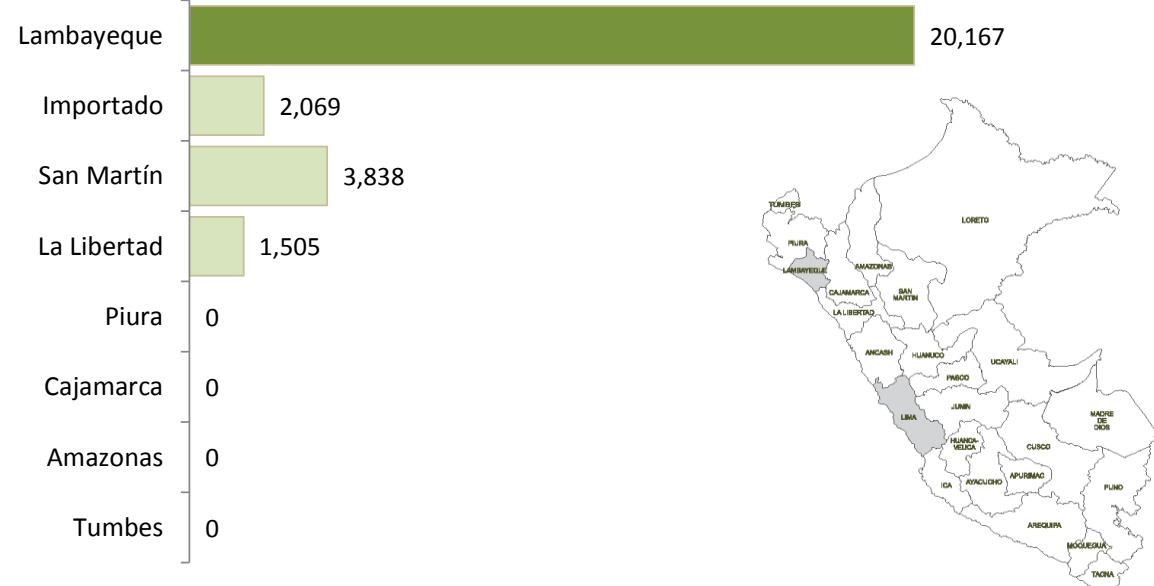 Lambayeque 20,167
Importado 2,069
San Martín 3,838
La Libertad 1,505
Piura 0
Cajamarca 0
Amazonas 0
Tumbes 0
TUMBES
LORETO
PIURA
LAMBAYEQUE
AMAZONAS
CAJAMARCA
SAN
MARTIN
LA LIBERTAD
ANCASH
HUANUCO
UCAYALI
PASCO
LIMA
JUNIN
MADRE
DE
DIOS
HUANCA-
VELICA
CUSCO
ICA
AYACUCHO
APURIMAC
PUNO
AREQUIPA
MOQUEGUA
TACNA